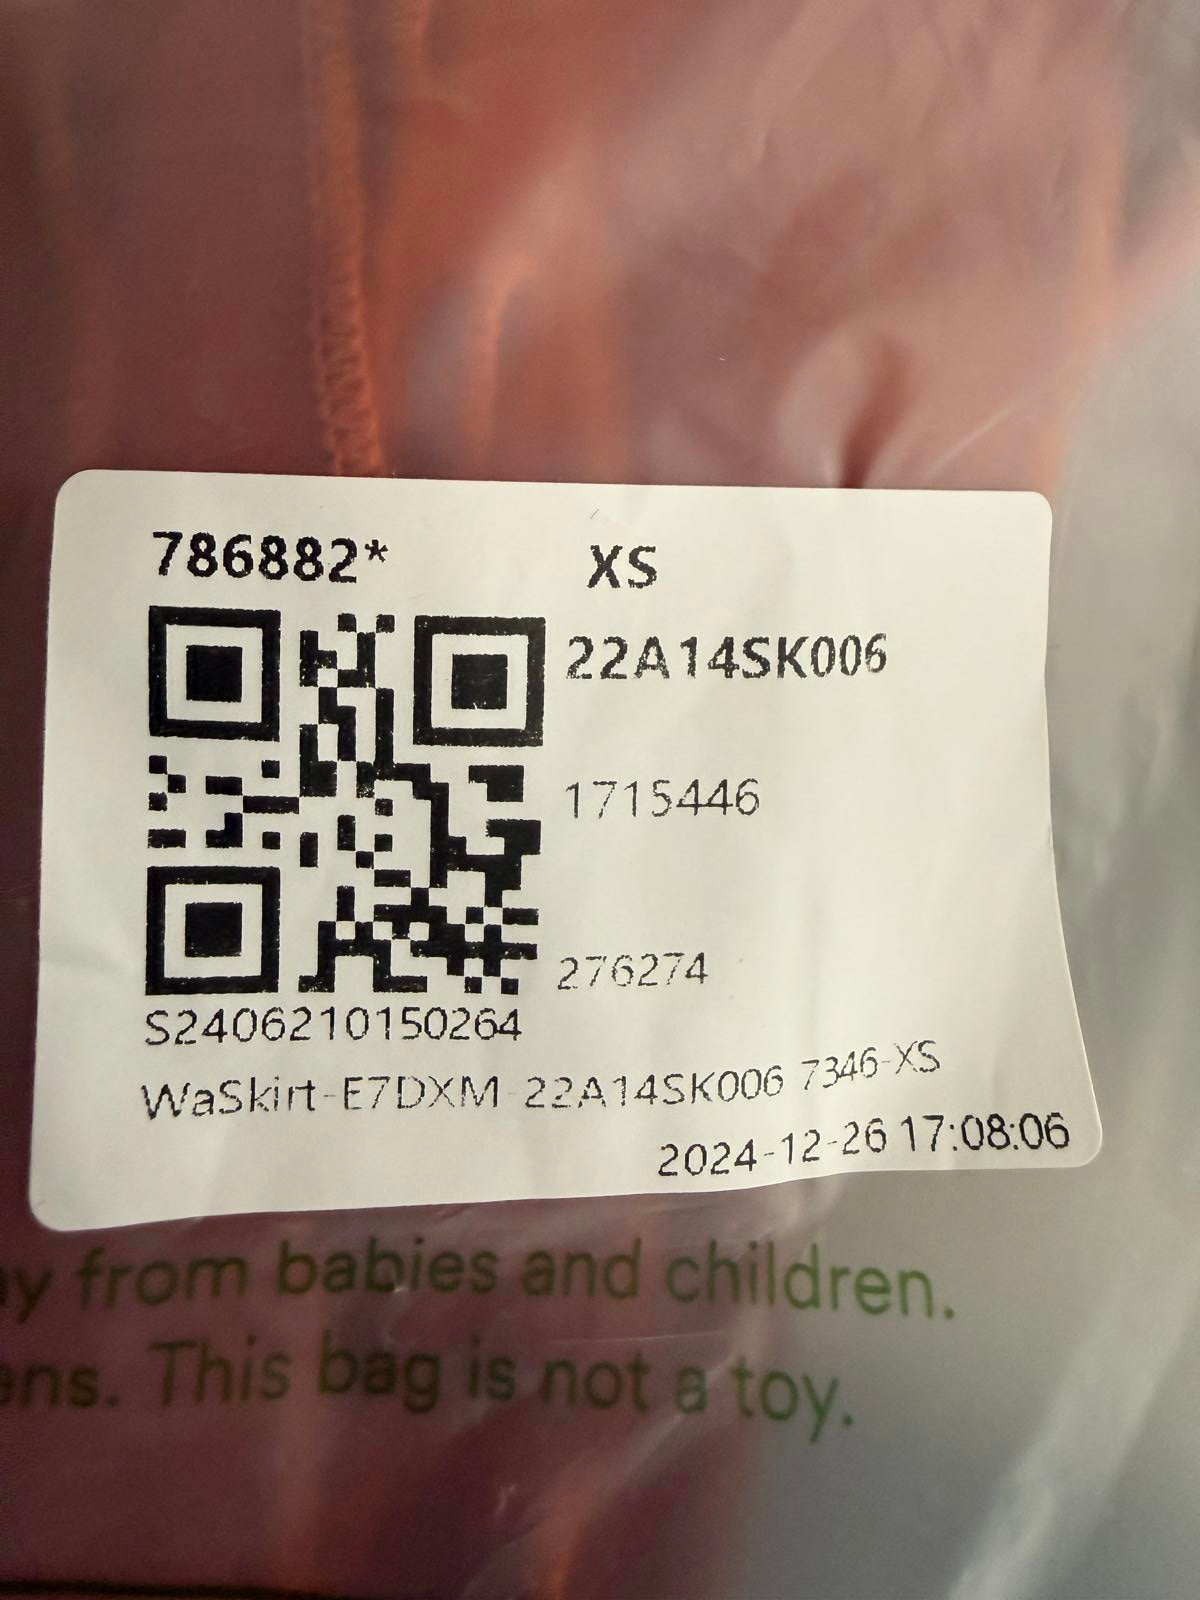 786882* XS
22A14SK006
1715446
276274
S2406210150264
WaSkirt-E7DXM-22A14SK006 7346-XS
2024-12-26 17:08:06
from babies and children.
This bag is not a toy.